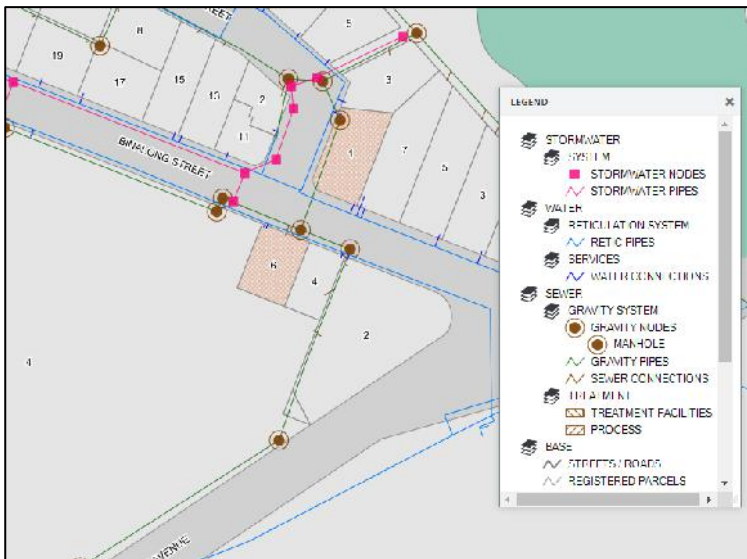 STREET
5
8
19
17
15
13
2
11
3
1
7
5
3
BINALONG STREET
6
4
2
4
AVENUE
LEGEND
STORMWATER
SYSTEM
STORMWATER NODES
STORMWATER PIPES
WATER
RETICULATION SYSTEM
RETIC PIPES
SERVICES
WATER CONNECTIONS
SEWER
GRAVITY SYSTEM
GRAVITY NODES
MANHOLE
GRAVITY PIPES
SEWER CONNECTIONS
TREATMENT
TREATMENT FACILITIES
PROCESS
BASE
STREETS / ROADS
REGISTERED PARCELS